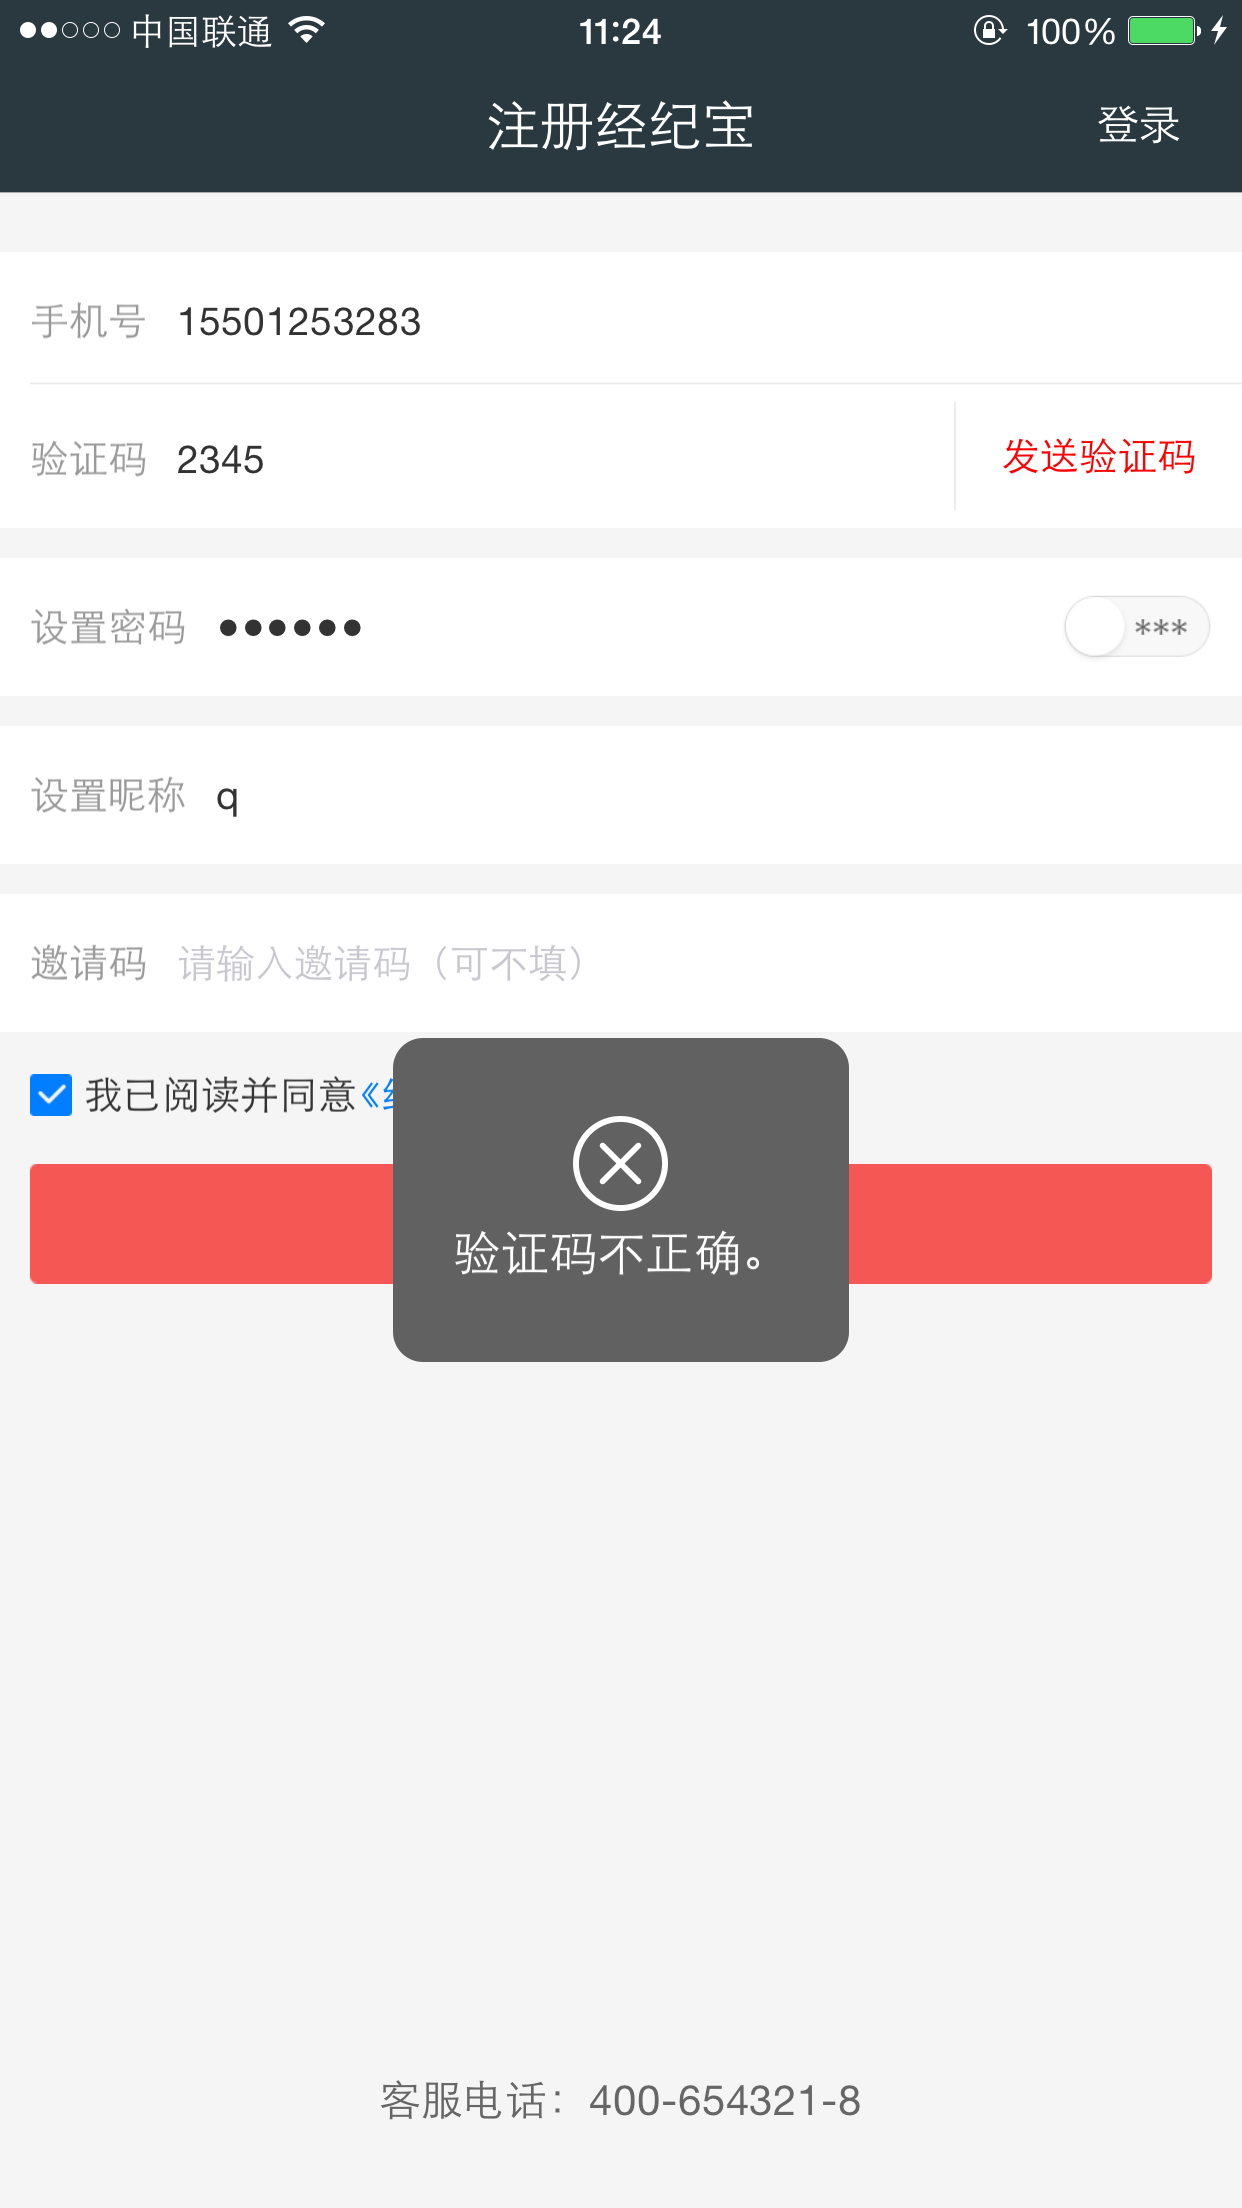 中国联通 11:24 100%
注册经纪宝 登录
手机号 15501253283
验证码 2345 发送验证码
设置密码 ●●●●●● ***
设置昵称 q
邀请码 请输入邀请码（可不填）
我已阅读并同意《
验证码不正确。
客服电话：400-654321-8